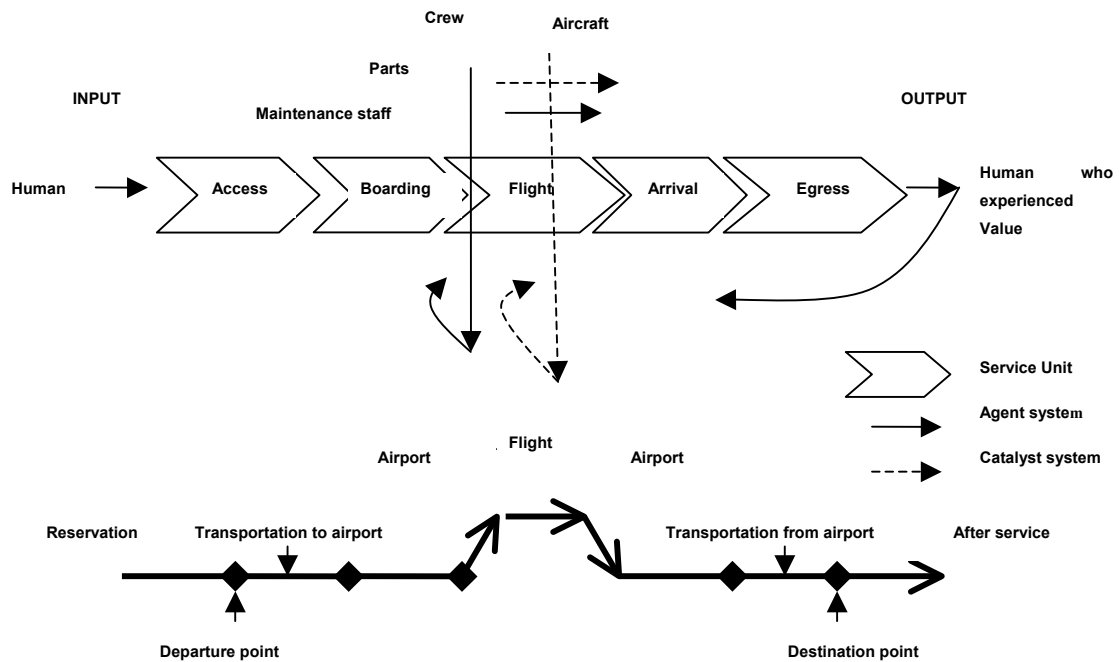 Crew
Aircraft
Parts
INPUT
OUTPUT
Maintenance staff
Human
Access
Boarding
Flight
Arrival
Egress
Human who
experienced
Value
Service Unit
Agent system
Catalyst system
Flight
Airport
Airport
Reservation
Transportation to airport
Transportation from airport
After service
Departure point
Destination point